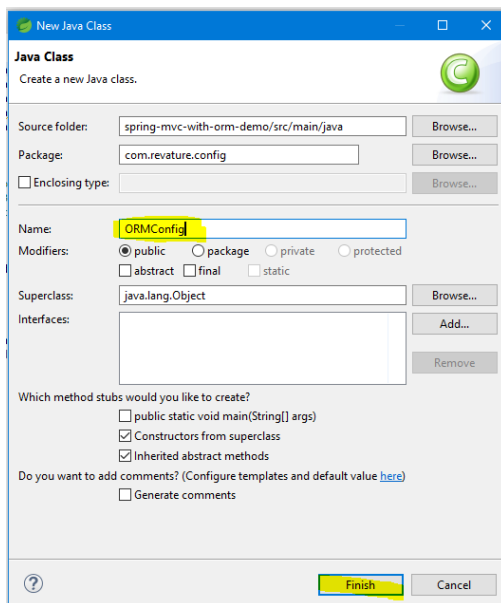 New Java Class
Java Class
Create a new Java class.
Source folder: spring-mvc-with-orm-demo/src/main/java Browse...
Package: com.revature.config Browse...
Enclosing type: Browse...
Name: ORMConfig
Modifiers: public package private protected
abstract final static
Superclass: java.lang.Object Browse...
Interfaces: Add...
Remove
Which method stubs would you like to create?
public static void main(String[] args)
Constructors from superclass
Inherited abstract methods
Do you want to add comments? (Configure templates and default value here)
Generate comments
? Finish Cancel